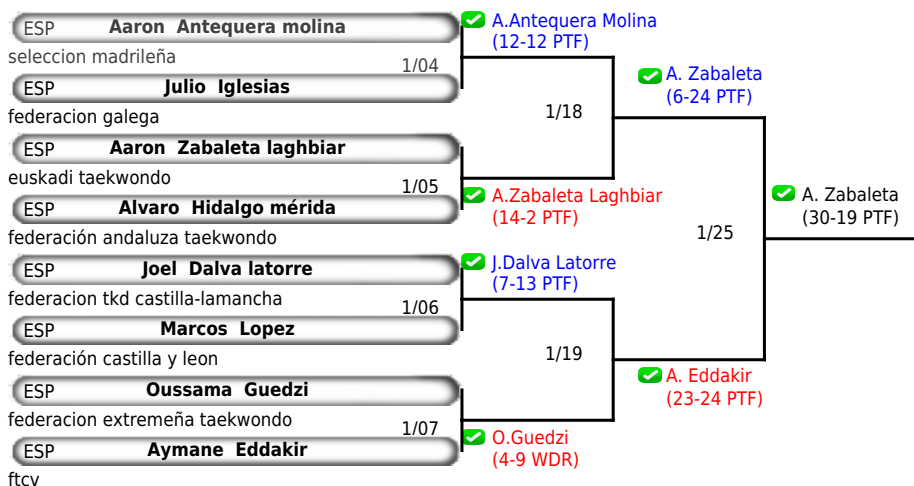 ESP Aaron Antequera molina
seleccion madrileña
1/04
ESP Julio Iglesias
federacion galega
ESP Aaron Zabaleta laghbiar
euskadi taekwondo
1/05
ESP Alvaro Hidalgo mérida
federación andaluza taekwondo
ESP Joel Dalva latorre
federacion tkd castilla-lamancha
1/06
ESP Marcos Lopez
federación castilla y leon
ESP Oussama Guedzi
federacion extremeña taekwondo
1/07
ESP Aymane Eddakir
ftcv
A.Antequera Molina
(12-12 PTF)
1/18
A.Zabaleta Laghbiar
(14-2 PTF)
J.Dalva Latorre
(7-13 PTF)
1/19
O.Guedzi
(4-9 WDR)
A. Zabaleta
(6-24 PTF)
1/25
A. Eddakir
(23-24 PTF)
A. Zabaleta
(30-19 PTF)